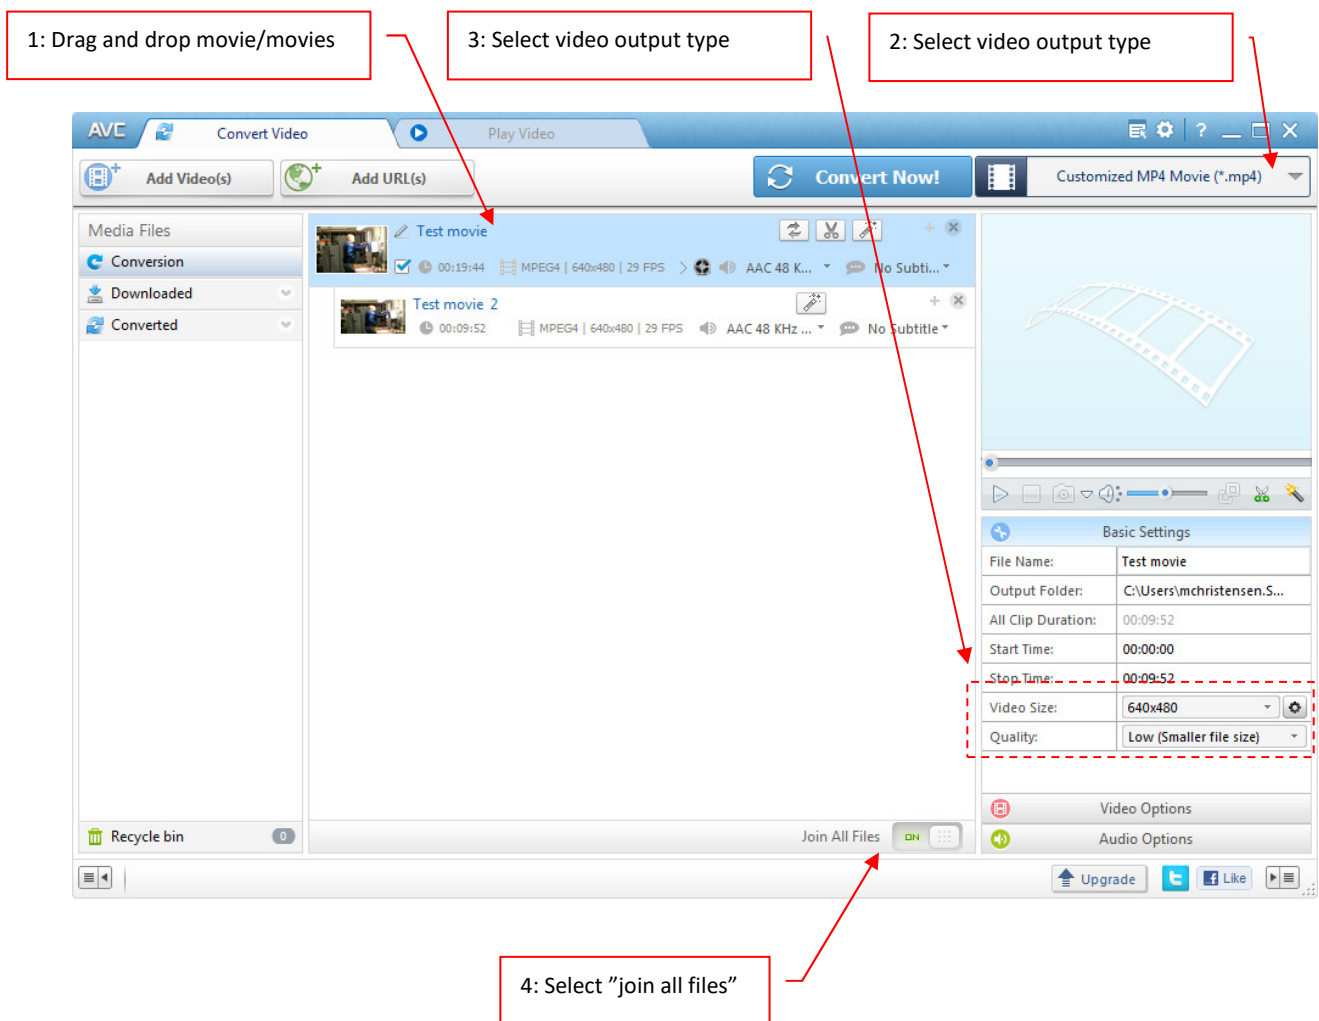 1: Drag and drop movie/movies
3: Select video output type
2: Select video output type
AVE
Convert Video
Play Video
?
Add Video(s)
Add URL(s)
Convert Now!
Customized MP4 Movie (*.mp4)
Media Files
Conversion
Downloaded
Converted
Test movie
00:19:44 MPEG4 | 640x480 | 29 FPS > AAC 48 K... No Subti...
Test movie 2
00:09:52 MPEG4 | 640x480 | 29 FPS AAC 48 KHz ... No Subtitle
Basic Settings
File Name: Test movie
Output Folder: C:\Users\mchristensen.S...
All Clip Duration: 00:09:52
Start Time: 00:00:00
Stop Time: 00:09:52
Video Size: 640x480
Quality: Low (Smaller file size)
Video Options
Audio Options
Recycle bin 0
Join All Files ON
Upgrade
Like
4: Select ”join all files”